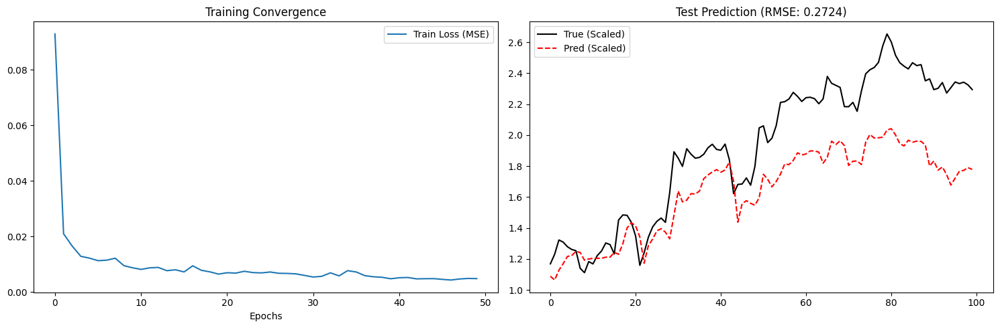 Training Convergence
Train Loss (MSE)
0.08
0.06
0.04
0.02
0.00
0 10 20 30 40 50
Epochs
Test Prediction (RMSE: 0.2724)
True (Scaled)
Pred (Scaled)
2.6
2.4
2.2
2.0
1.8
1.6
1.4
1.2
1.0
0 20 40 60 80 100